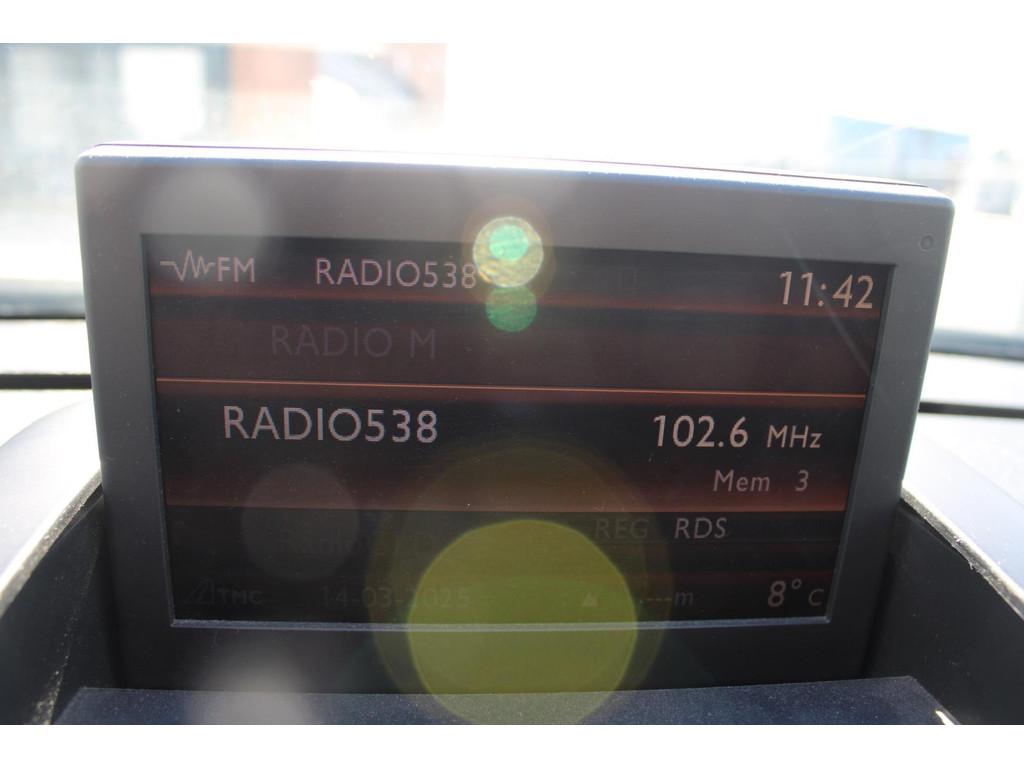 FM RADIO538 11:42
RADIO M
RADIO538 102.6 MHz
Mem 3
REG RDS
TMC 14-03-2025 ---m 8°C